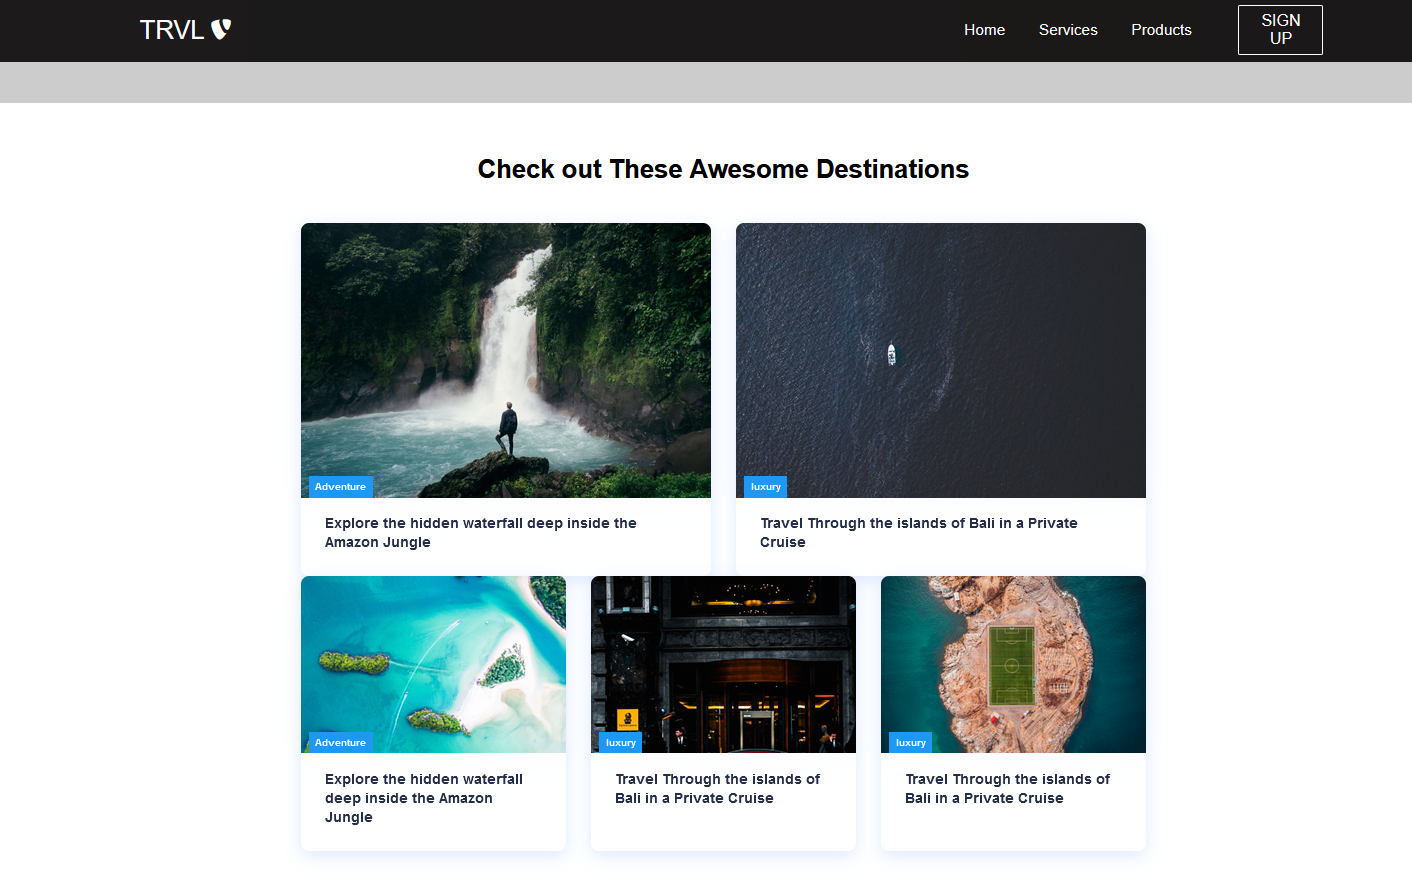 TRVL
Home Services Products
SIGN
UP
Check out These Awesome Destinations
Adventure
Explore the hidden waterfall deep inside the
Amazon Jungle
luxury
Travel Through the islands of Bali in a Private
Cruise
Adventure
Explore the hidden waterfall
deep inside the Amazon
Jungle
luxury
Travel Through the islands of
Bali in a Private Cruise
luxury
Travel Through the islands of
Bali in a Private Cruise